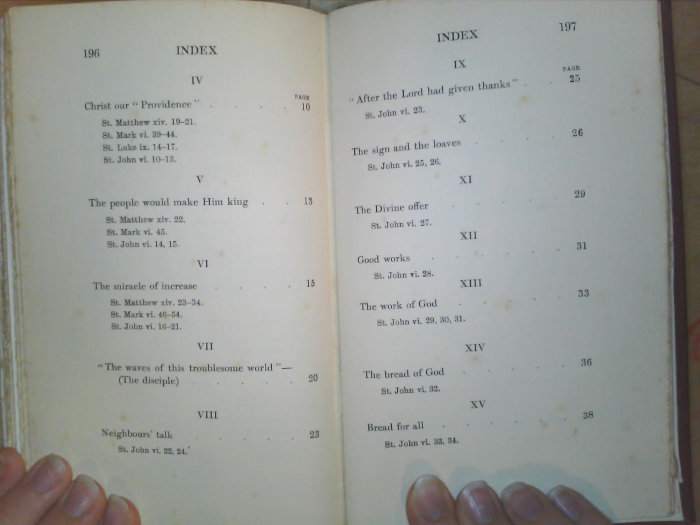 196 INDEX
IV
PAGE
Christ our “ Providence ” . . . . 10
St. Matthew xiv. 19–21.
St. Mark vi. 39–44.
St. Luke ix. 14–17.
St. John vi. 10–13.
V
The people would make Him king . . 13
St. Matthew xiv. 22.
St. Mark vi. 45.
St. John vi. 14, 15.
VI
The miracle of increase . . . . 15
St. Matthew xiv. 23–34.
St. Mark vi. 46–54.
St. John vi. 16–21.
VII
“ The waves of this troublesome world ”—
(The disciple) . . . . . 20
VIII
Neighbours’ talk . . . . . 23
St. John vi. 22, 24.
INDEX 197
IX
PAGE
“ After the Lord had given thanks ” . . 25
St. John vi. 23.
X
The sign and the loaves . . . . 26
St. John vi. 25, 26.
XI
The Divine offer . . . . . 29
St. John vi. 27.
XII
Good works . . . . . 31
St. John vi. 28.
XIII
The work of God . . . . . 33
St. John vi. 29, 30, 31.
XIV
The bread of God . . . . . 36
St. John vi. 32.
XV
Bread for all . . . . . 38
St. John vi. 33, 34.